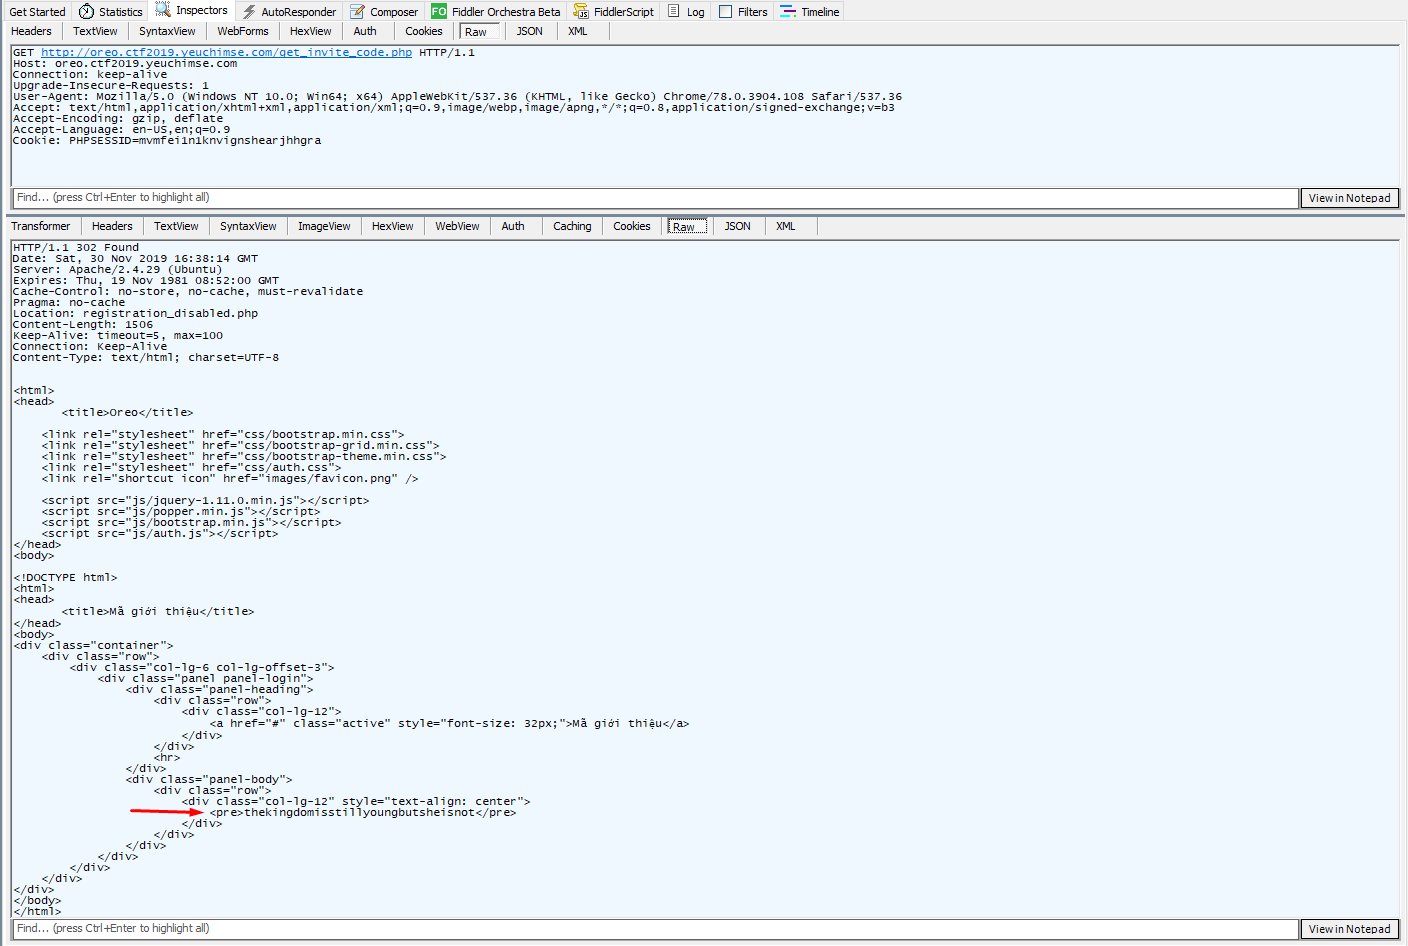 Get Started Statistics Inspectors AutoResponder Composer FO Fiddler Orchestra Beta FiddlerScript Log Filters Timeline
Headers TextView SyntaxView WebForms HexView Auth Cookies Raw JSON XML
GET http://oreo.ctf2019.yeuchimse.com/get_invite_code.php HTTP/1.1
Host: oreo.ctf2019.yeuchimse.com
Connection: keep-alive
Upgrade-Insecure-Requests: 1
User-Agent: Mozilla/5.0 (Windows NT 10.0; Win64; x64) AppleWebKit/537.36 (KHTML, like Gecko) Chrome/78.0.3904.108 Safari/537.36
Accept: text/html,application/xhtml+xml,application/xml;q=0.9,image/webp,image/apng,*/*;q=0.8,application/signed-exchange;v=b3
Accept-Encoding: gzip, deflate
Accept-Language: en-US,en;q=0.9
Cookie: PHPSESSID=mvmfei1n1knvignshearjhhgra
Find... (press Ctrl+Enter to highlight all) View in Notepad
Transformer Headers TextView SyntaxView ImageView HexView WebView Auth Caching Cookies Raw JSON XML
HTTP/1.1 302 Found
Date: Sat, 30 Nov 2019 16:38:14 GMT
Server: Apache/2.4.29 (Ubuntu)
Expires: Thu, 19 Nov 1981 08:52:00 GMT
Cache-Control: no-store, no-cache, must-revalidate
Pragma: no-cache
Location: registration_disabled.php
Content-Length: 1506
Keep-Alive: timeout=5, max=100
Connection: Keep-Alive
Content-Type: text/html; charset=UTF-8
<html>
<head>
<title>Oreo</title>
<link rel="stylesheet" href="css/bootstrap.min.css">
<link rel="stylesheet" href="css/bootstrap-grid.min.css">
<link rel="stylesheet" href="css/bootstrap-theme.min.css">
<link rel="stylesheet" href="css/auth.css">
<link rel="shortcut icon" href="images/favicon.png" />
<script src="js/jquery-1.11.0.min.js"></script>
<script src="js/popper.min.js"></script>
<script src="js/bootstrap.min.js"></script>
<script src="js/auth.js"></script>
</head>
<body>
<!DOCTYPE html>
<html>
<head>
<title>Mã giới thiệu</title>
</head>
<body>
<div class="container">
<div class="row">
<div class="col-lg-6 col-lg-offset-3">
<div class="panel panel-login">
<div class="panel-heading">
<div class="row">
<div class="col-lg-12">
<a href="#" class="active" style="font-size: 32px;">Mã giới thiệu</a>
</div>
</div>
<hr>
</div>
<div class="panel-body">
<div class="row">
<div class="col-lg-12" style="text-align: center">
<pre>thekingdomisstillyoungbutsheisnot</pre>
</div>
</div>
</div>
</div>
</div>
</div>
</div>
</body>
</html>
Find... (press Ctrl+Enter to highlight all) View in Notepad